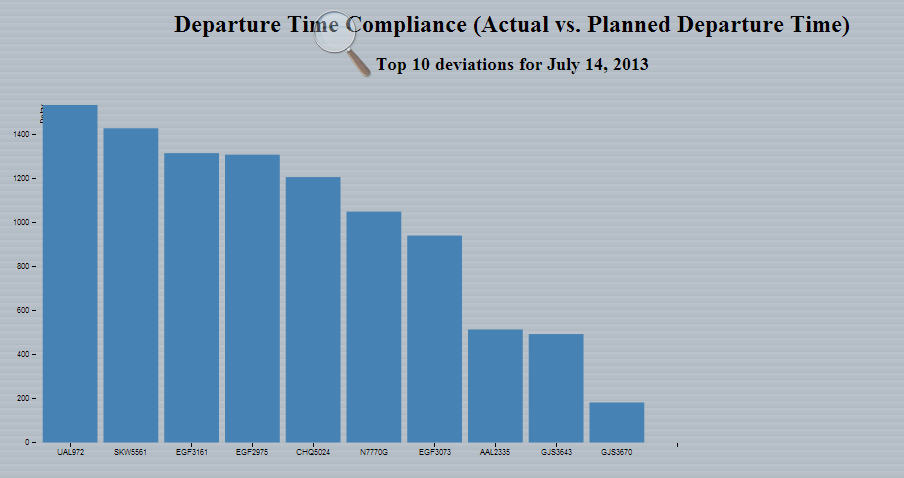 Departure Time Compliance (Actual vs. Planned Departure Time)
Top 10 deviations for July 14, 2013
1400
1200
1000
800
600
400
200
0
UAL972 SKW5561 EGF3161 EGF2975 CHQ6024 N7770G EGF3073 AAL2335 GJS3643 GJS3670